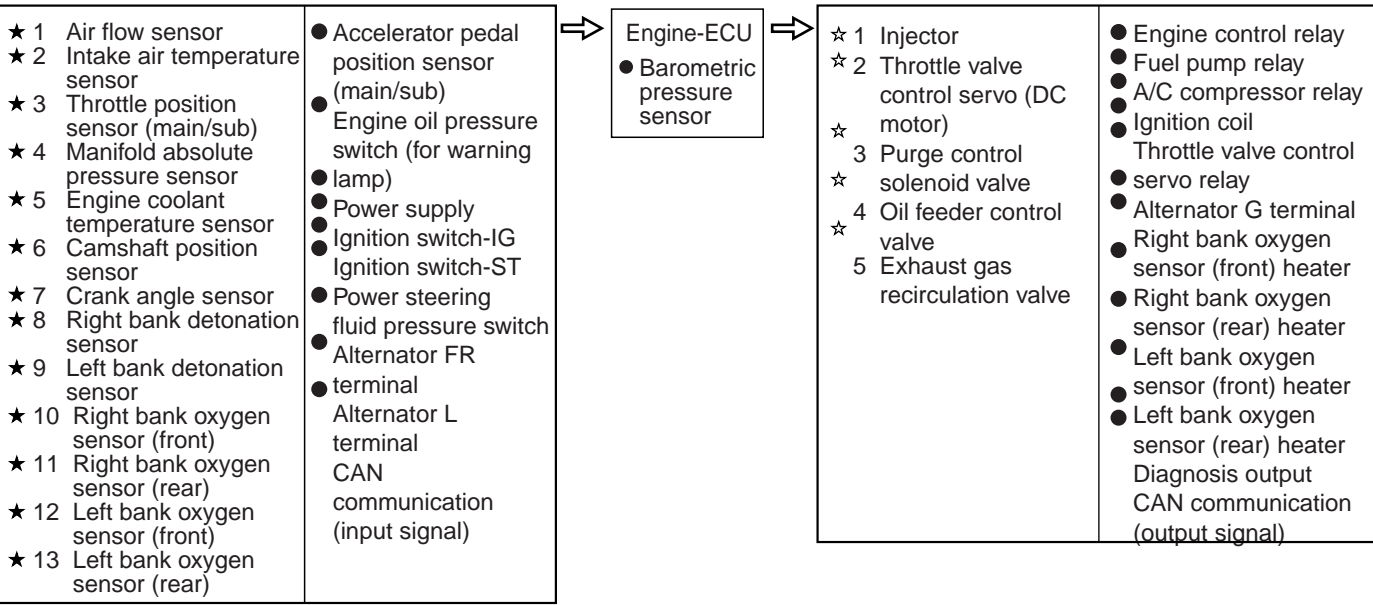 ★ 1 Air flow sensor
★ 2 Intake air temperature
sensor
★ 3 Throttle position
sensor (main/sub)
★ 4 Manifold absolute
pressure sensor
★ 5 Engine coolant
temperature sensor
★ 6 Camshaft position
sensor
★ 7 Crank angle sensor
★ 8 Right bank detonation
sensor
★ 9 Left bank detonation
sensor
★ 10 Right bank oxygen
sensor (front)
★ 11 Right bank oxygen
sensor (rear)
★ 12 Left bank oxygen
sensor (front)
★ 13 Left bank oxygen
sensor (rear)
● Accelerator pedal
position sensor
(main/sub)
● Engine oil pressure
switch (for warning
● lamp)
● Power supply
● Ignition switch-IG
● Ignition switch-ST
● Power steering
fluid pressure switch
● Alternator FR
● terminal
Alternator L
terminal
CAN
communication
(input signal)
Engine-ECU
● Barometric
pressure
sensor
☆ 1 Injector
☆ 2 Throttle valve
control servo (DC
☆ motor)
3 Purge control
☆ solenoid valve
4 Oil feeder control
☆ valve
5 Exhaust gas
recirculation valve
● Engine control relay
● Fuel pump relay
● A/C compressor relay
● Ignition coil
Throttle valve control
● servo relay
● Alternator G terminal
Right bank oxygen
● sensor (front) heater
● Right bank oxygen
sensor (rear) heater
● Left bank oxygen
● sensor (front) heater
● Left bank oxygen
sensor (rear) heater
Diagnosis output
CAN communication
(output signal)